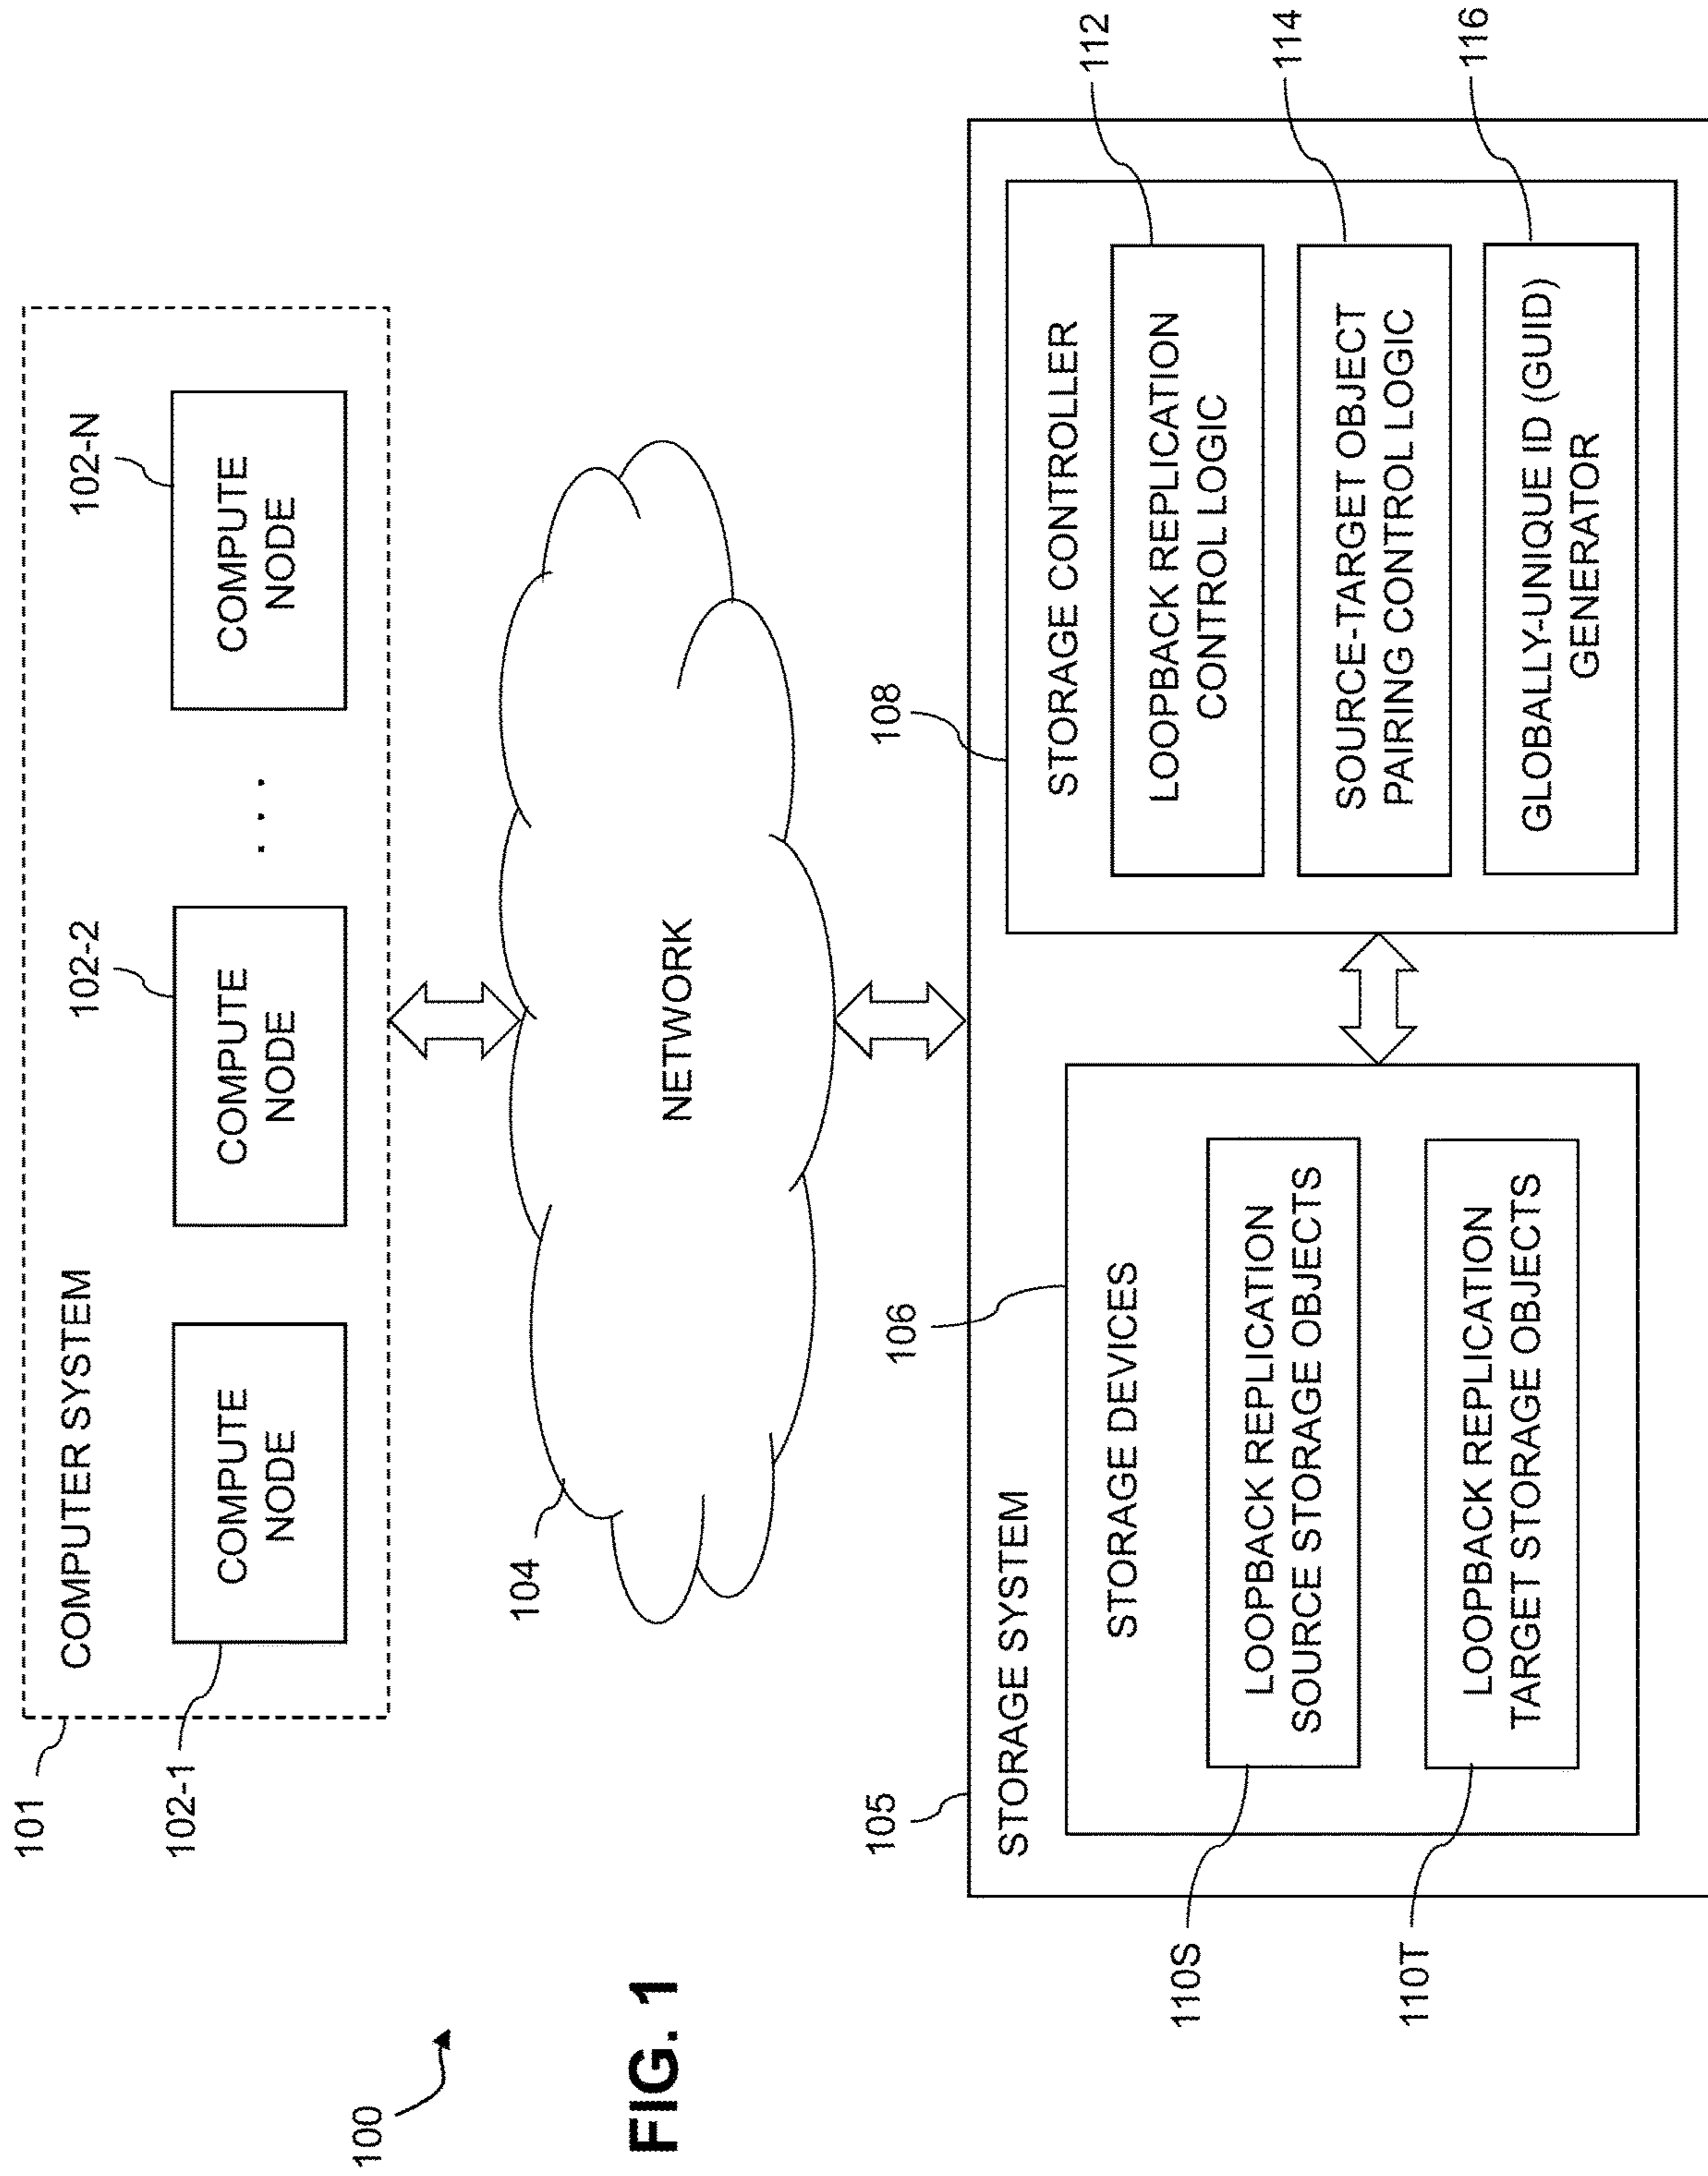 100
101
COMPUTER SYSTEM
102-1
COMPUTE
NODE
102-2
COMPUTE
NODE
. . .
102-N
COMPUTE
NODE
104
NETWORK
105
STORAGE SYSTEM
106
STORAGE DEVICES
110S
LOOPBACK REPLICATION
SOURCE STORAGE OBJECTS
110T
LOOPBACK REPLICATION
TARGET STORAGE OBJECTS
108
STORAGE CONTROLLER
LOOPBACK REPLICATION
CONTROL LOGIC
112
SOURCE-TARGET OBJECT
PAIRING CONTROL LOGIC
114
GLOBALLY-UNIQUE ID (GUID)
GENERATOR
116
FIG. 1